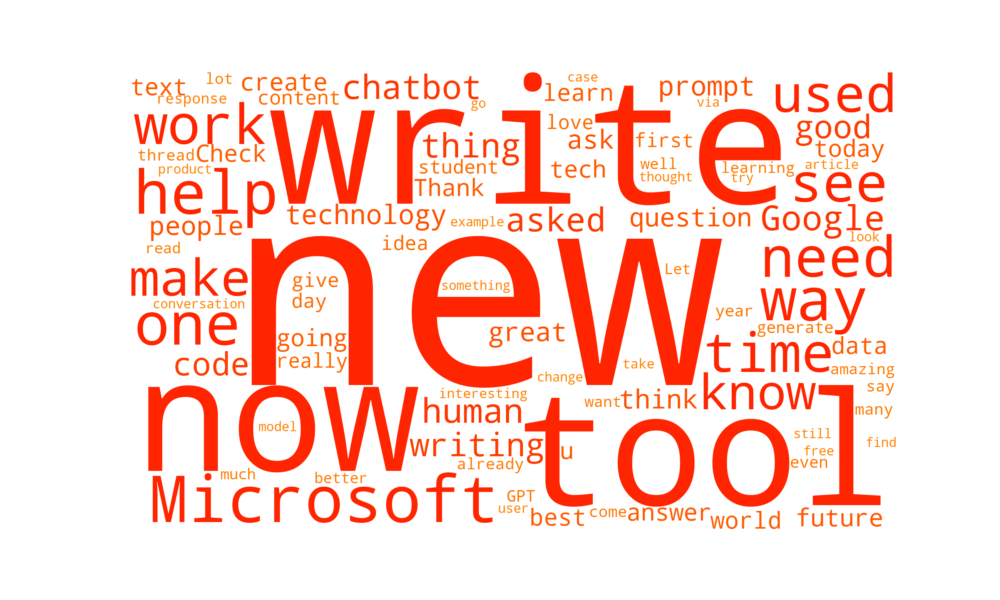 text
lot
create
chatbot
case
learn
prompt
used
response
content
go
via
work
write
thing
love
ask
first
good
thread
Check
student
tech
well
learning
today
product
Thank
thought
try
article
help
see
technology
example
asked
question
Google
people
idea
look
read
new
need
make
give
something
Let
conversation
day
way
one
great
year
generate
going
time
data
code
really
take
amazing
change
know
say
now
interesting
want
think
tool
human
many
model
writing
u
still
find
already
free
even
much
better
Microsoft
GPT
user
best
come
answer
world
future